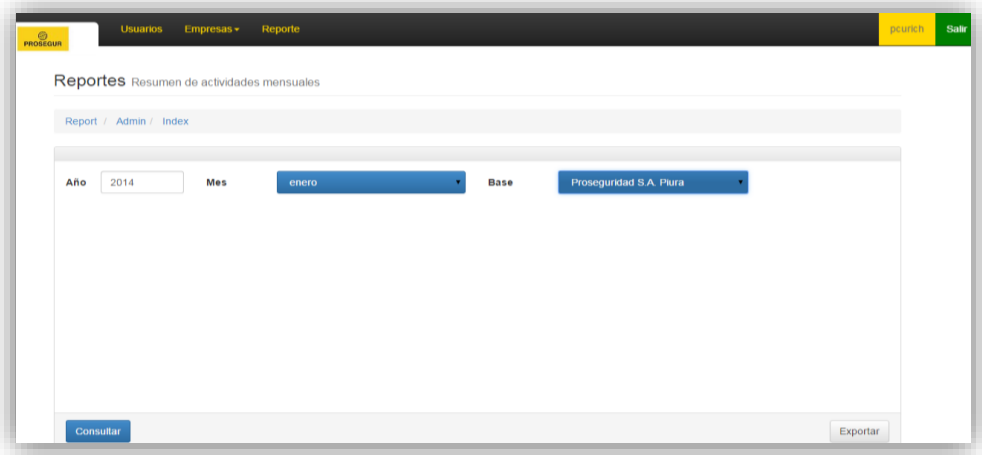 PROSEGUR Usuarios Empresas Reporte pcurich Salir
Reportes Resumen de actividades mensuales
Report / Admin / Index
Año 2014 Mes enero Base Proseguridad S.A. Piura
Consultar Exportar